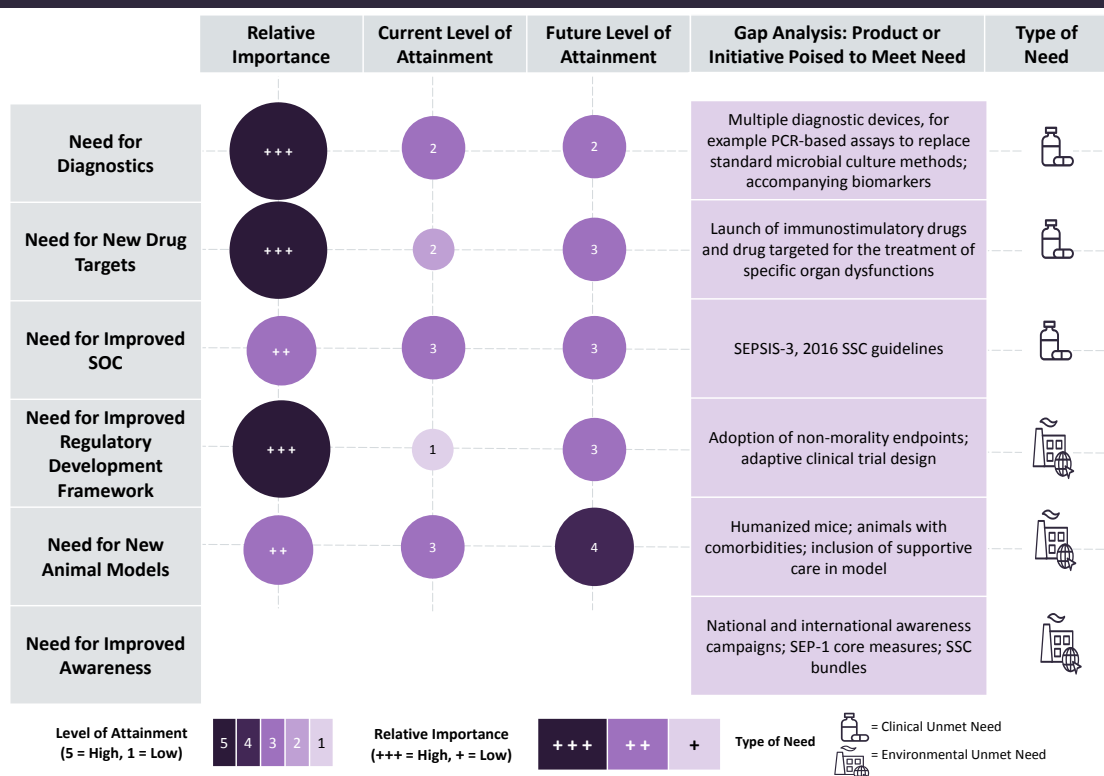 Relative
Importance
Current Level of
Attainment
Future Level of
Attainment
Gap Analysis: Product or
Initiative Poised to Meet Need
Type of
Need
Need for
Diagnostics
+++
2
2
Multiple diagnostic devices, for
example PCR-based assays to replace
standard microbial culture methods;
accompanying biomarkers
Need for New Drug
Targets
+++
2
3
Launch of immunostimulatory drugs
and drug targeted for the treatment of
specific organ dysfunctions
Need for Improved
SOC
++
3
3
SEPSIS-3, 2016 SSC guidelines
Need for Improved
Regulatory
Development
Framework
+++
1
3
Adoption of non-morality endpoints;
adaptive clinical trial design
Need for New
Animal Models
++
3
4
Humanized mice; animals with
comorbidities; inclusion of supportive
care in model
Need for Improved
Awareness
National and international awareness
campaigns; SEP-1 core measures; SSC
bundles
Level of Attainment
(5 = High, 1 = Low)
5 4 3 2 1
Relative Importance
(+++ = High, + = Low)
+++ ++ +
Type of Need
= Clinical Unmet Need
= Environmental Unmet Need